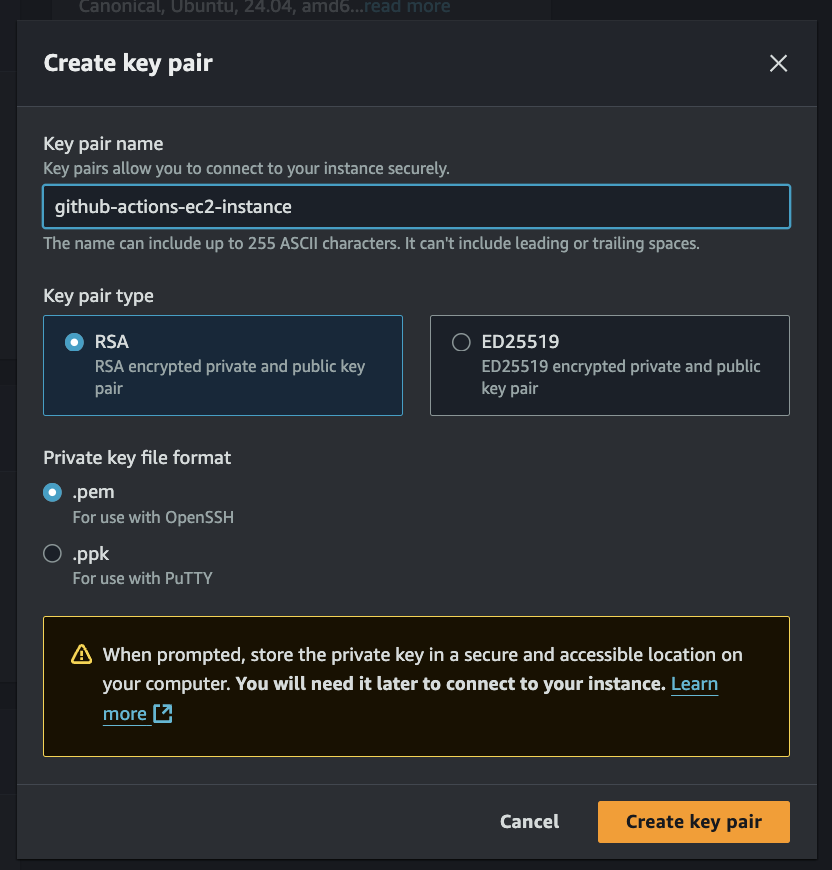 Canonical, Ubuntu, 24.04, amd6...read more
Create key pair
Key pair name
Key pairs allow you to connect to your instance securely.
github-actions-ec2-instance
The name can include up to 255 ASCII characters. It can't include leading or trailing spaces.
Key pair type
RSA
RSA encrypted private and public key
pair
ED25519
ED25519 encrypted private and public
key pair
Private key file format
.pem
For use with OpenSSH
.ppk
For use with PuTTY
When prompted, store the private key in a secure and accessible location on
your computer. You will need it later to connect to your instance. Learn
more
Cancel
Create key pair